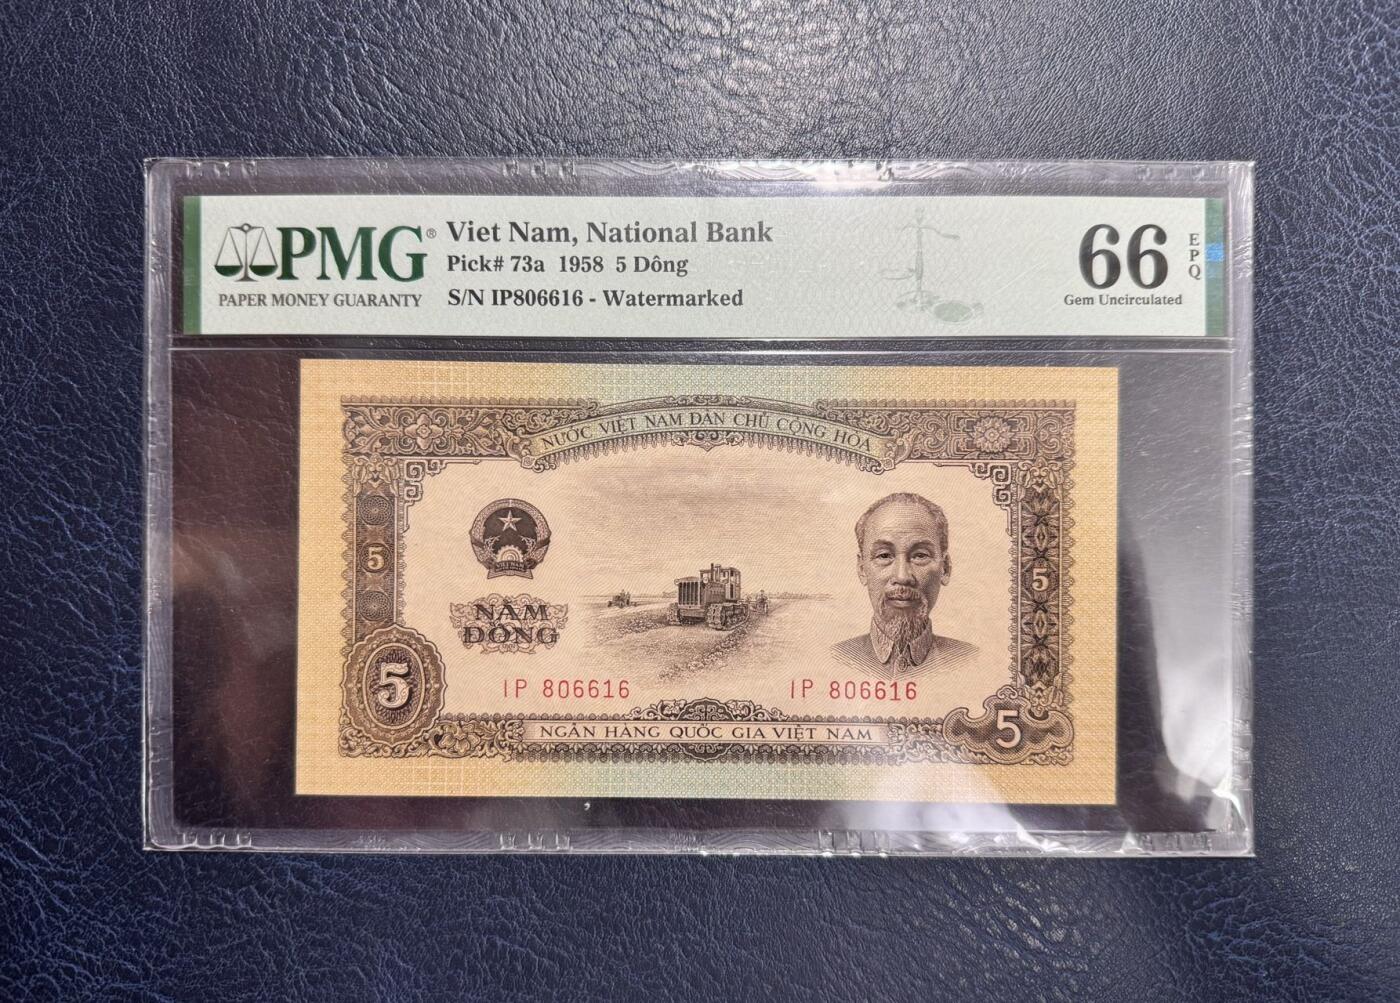 PMG®
PAPER MONEY GUARANTY
Viet Nam, National Bank
Pick# 73a 1958 5 Dông
S/N IP806616 - Watermarked
66
EPQ
Gem Uncirculated
NƯỚC VIỆT NAM DÂN CHỦ CỘNG HÒA
5
5
VIỆT NAM
NĂM
ĐỒNG
5
IP 806616
IP 806616
NGÂN HÀNG QUỐC GIA VIỆT NAM
5